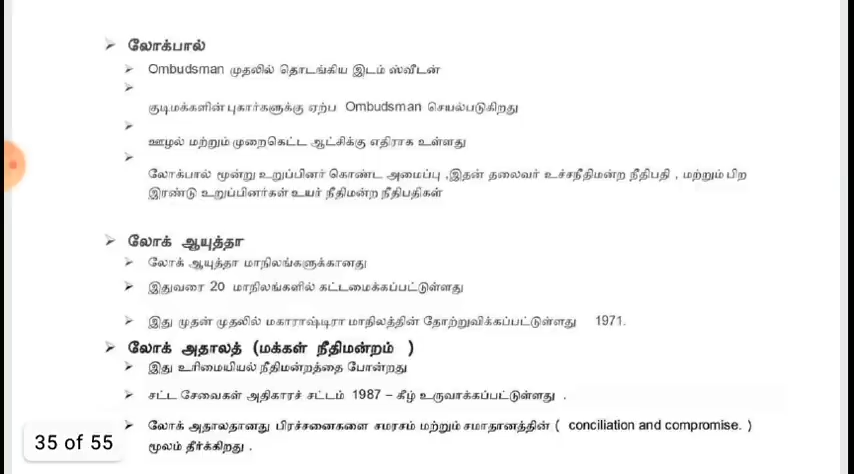 ➢ லோக்பால்
➢ Ombudsman முதலில் தொடங்கிய இடம் ஸ்வீடன்
➢
குடிமக்களின் புகார்களுக்கு ஏற்ப Ombudsman செயல்படுகிறது
➢
ஊழல் மற்றும் முறைகெட்ட ஆட்சிக்கு எதிராக உள்ளது
➢
லோக்பால் மூன்று உறுப்பினர் கொண்ட அமைப்பு ,இதன் தலைவர் உச்சநீதிமன்ற நீதிபதி , மற்றும் பிற
இரண்டு உறுப்பினர்கள் உயர் நீதிமன்ற நீதிபதிகள்
➢ லோக் ஆயுத்தா
➢ லோக் ஆயுத்தா மாநிலங்களுக்கானது
➢ இதுவரை 20 மாநிலங்களில் கட்டமைக்கப்பட்டுள்ளது
➢ இது முதன் முதலில் மகாராஷ்டிரா மாநிலத்தின் தோற்றுவிக்கப்பட்டுள்ளது 1971.
➢ லோக் அதாலத் (மக்கள் நீதிமன்றம் )
➢ இது உரிமையியல் நீதிமன்றத்தை போன்றது
➢ சட்ட சேவைகள் அதிகாரச் சட்டம் 1987 – கீழ் உருவாக்கப்பட்டுள்ளது .
➢ லோக் அதாலதானது பிரச்சனைகளை சமரசம் மற்றும் சமாதானத்தின் ( conciliation and compromise. )
மூலம் தீர்க்கிறது .
35 of 55